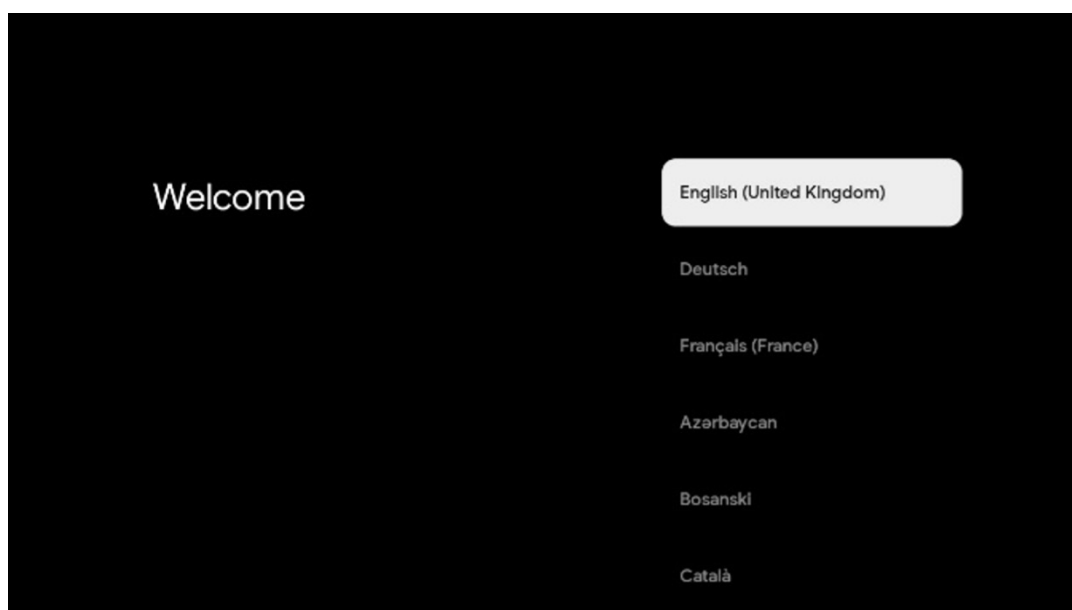 Welcome
English (United Kingdom)
Deutsch
Français (France)
Azərbaycan
Bosanski
Català